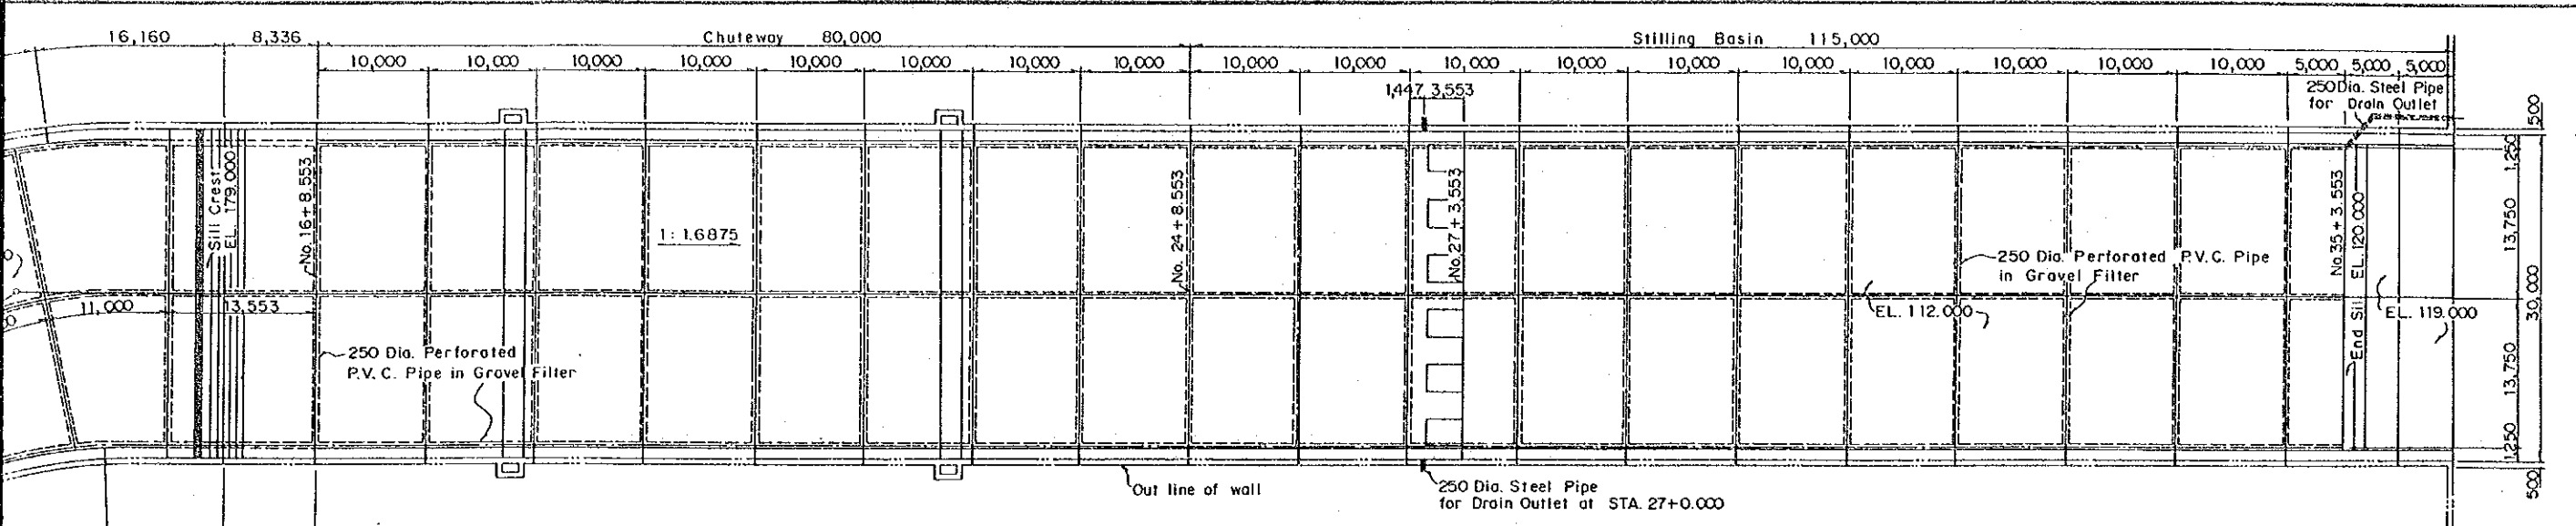 16,160
8,336
Chuteway 80,000
Stilling Basin 115,000
10,000 10,000 10,000 10,000 10,000 10,000 10,000 10,000 10,000 10,000 10,000 10,000 10,000 10,000 10,000 10,000 10,000 10,000 5,000 5,000 5,000
1,447 3,553
250 Dia. Steel Pipe
for Drain Outlet
500
1,250
13,750
30,000
13,750
1,250
500
Sill Crest
EL. 179.000
No.16+8.553
1:1.6875
No. 24+8.553
No.27+3.553
250 Dia. Perforated P.V.C. Pipe
in Gravel Filter
No.35+3.553
End Sill EL.120.000
11,000
13,553
EL. 112.000
EL. 119.000
250 Dia. Perforated
P.V.C. Pipe in Gravel Filter
Out line of wall
250 Dia. Steel Pipe
for Drain Outlet at STA. 27+0.000